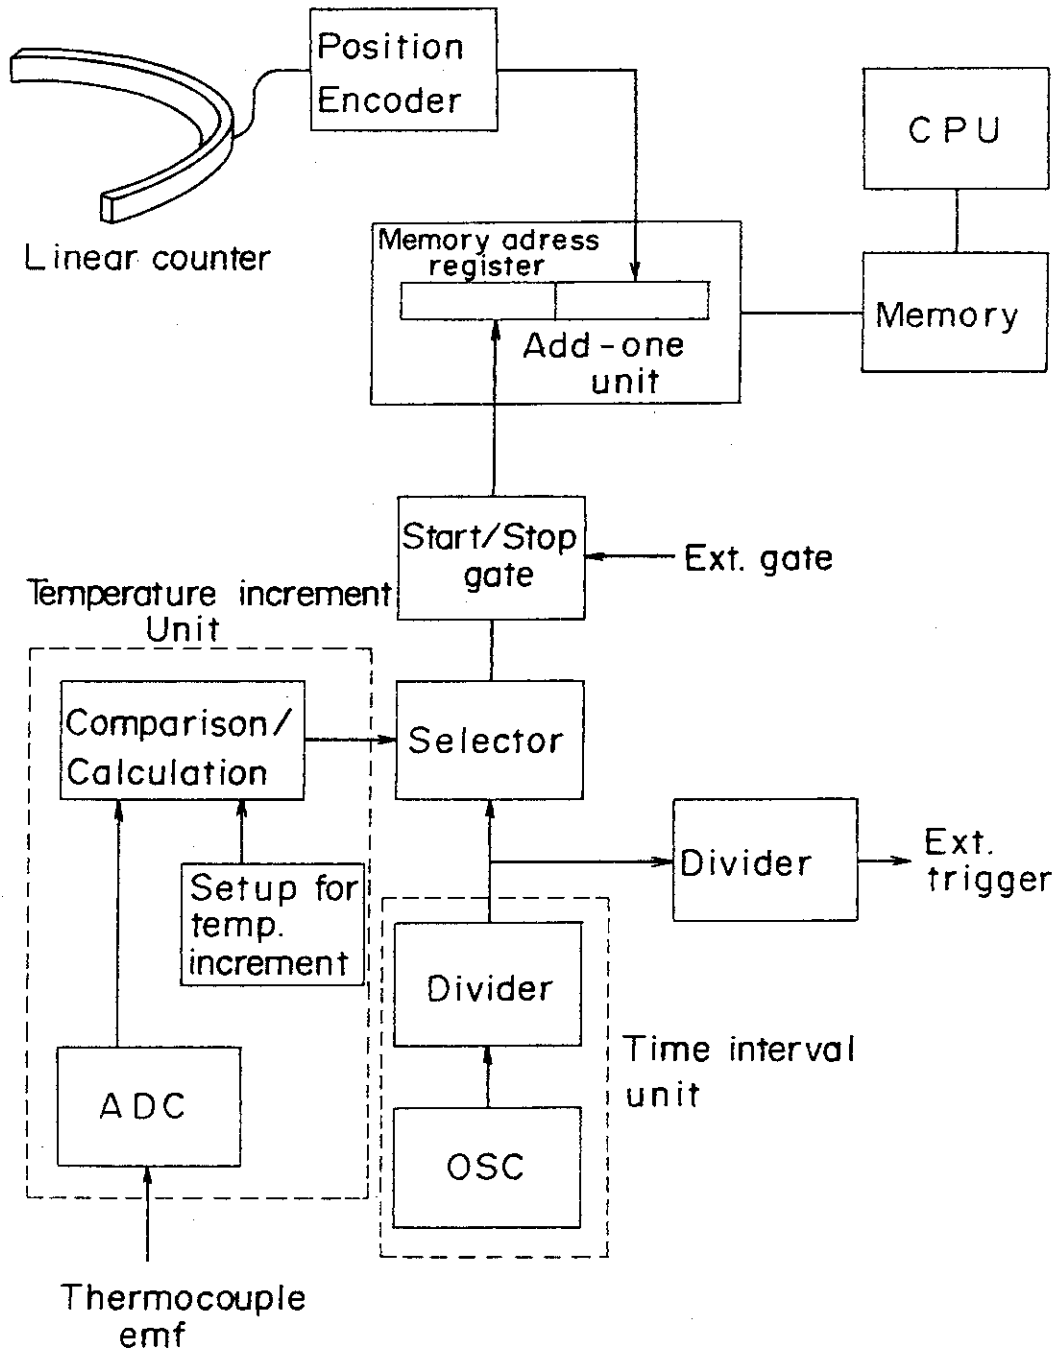 Position
Encoder
CPU
Linear counter
Memory adress
register
Add-one
unit
Memory
Start/Stop
gate
Ext. gate
Temperature increment
Unit
Comparison/
Calculation
Selector
Setup for
temp.
increment
Divider
Ext.
trigger
Divider
Time interval
unit
ADC
OSC
Thermocouple
emf